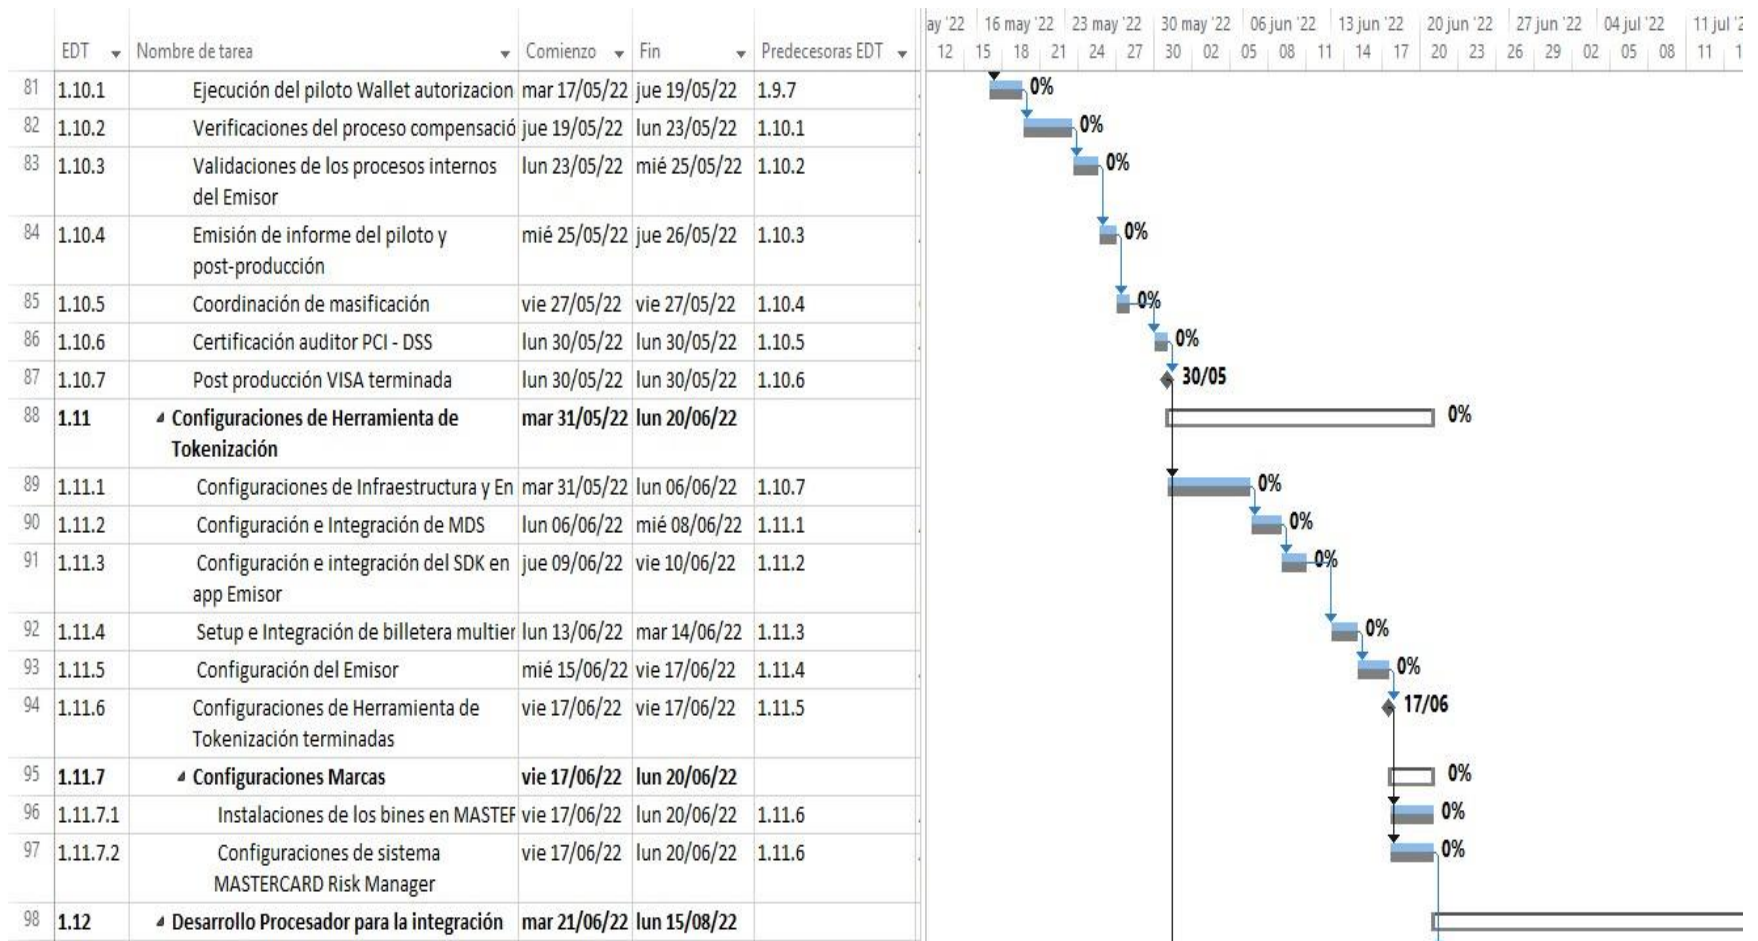 ay '22 16 may '22 23 may '22 30 may '22 06 jun '22 13 jun '22 20 jun '22 27 jun '22 04 jul '22 11 jul '2
EDT Nombre de tarea Comienzo Fin Predecesoras EDT 12 15 18 21 24 27 30 02 05 08 11 14 17 20 23 26 29 02 05 08 11 1
81 1.10.1 Ejecución del piloto Wallet autorizacion mar 17/05/22 jue 19/05/22 1.9.7 0%
82 1.10.2 Verificaciones del proceso compensació jue 19/05/22 lun 23/05/22 1.10.1 0%
83 1.10.3 Validaciones de los procesos internos lun 23/05/22 mié 25/05/22 1.10.2 0%
del Emisor
84 1.10.4 Emisión de informe del piloto y mié 25/05/22 jue 26/05/22 1.10.3 0%
post-producción
85 1.10.5 Coordinación de masificación vie 27/05/22 vie 27/05/22 1.10.4 0%
86 1.10.6 Certificación auditor PCI - DSS lun 30/05/22 lun 30/05/22 1.10.5 0%
87 1.10.7 Post producción VISA terminada lun 30/05/22 lun 30/05/22 1.10.6 30/05
88 1.11 Configuraciones de Herramienta de mar 31/05/22 lun 20/06/22 0%
Tokenización
89 1.11.1 Configuraciones de Infraestructura y En mar 31/05/22 lun 06/06/22 1.10.7 0%
90 1.11.2 Configuración e Integración de MDS lun 06/06/22 mié 08/06/22 1.11.1 0%
91 1.11.3 Configuración e integración del SDK en jue 09/06/22 vie 10/06/22 1.11.2 0%
app Emisor
92 1.11.4 Setup e Integración de billetera multier lun 13/06/22 mar 14/06/22 1.11.3 0%
93 1.11.5 Configuración del Emisor mié 15/06/22 vie 17/06/22 1.11.4 0%
94 1.11.6 Configuraciones de Herramienta de vie 17/06/22 vie 17/06/22 1.11.5 17/06
Tokenización terminadas
95 1.11.7 Configuraciones Marcas vie 17/06/22 lun 20/06/22 0%
96 1.11.7.1 Instalaciones de los bines en MASTER vie 17/06/22 lun 20/06/22 1.11.6 0%
97 1.11.7.2 Configuraciones de sistema vie 17/06/22 lun 20/06/22 1.11.6 0%
MASTERCARD Risk Manager
98 1.12 Desarrollo Procesador para la integración mar 21/06/22 lun 15/08/22